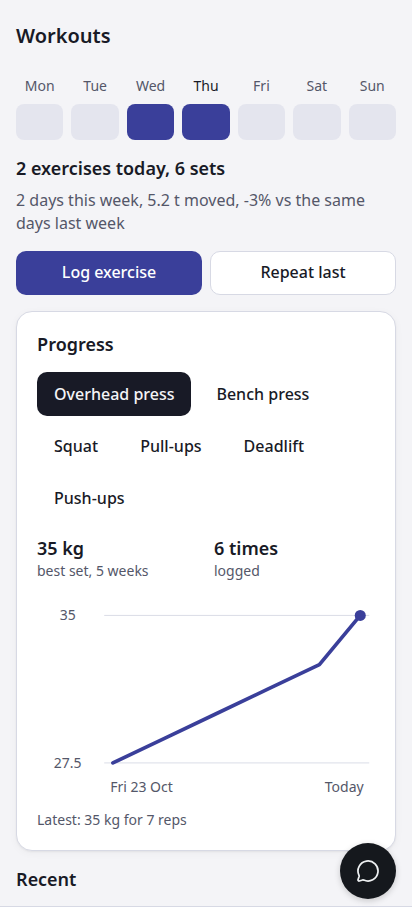 Workouts
Mon Tue Wed Thu Fri Sat Sun
2 exercises today, 6 sets
2 days this week, 5.2 t moved, -3% vs the same
days last week
Log exercise Repeat last
Progress
Overhead press Bench press
Squat Pull-ups Deadlift
Push-ups
35 kg 6 times
best set, 5 weeks logged
35
27.5
Fri 23 Oct Today
Latest: 35 kg for 7 reps
Recent